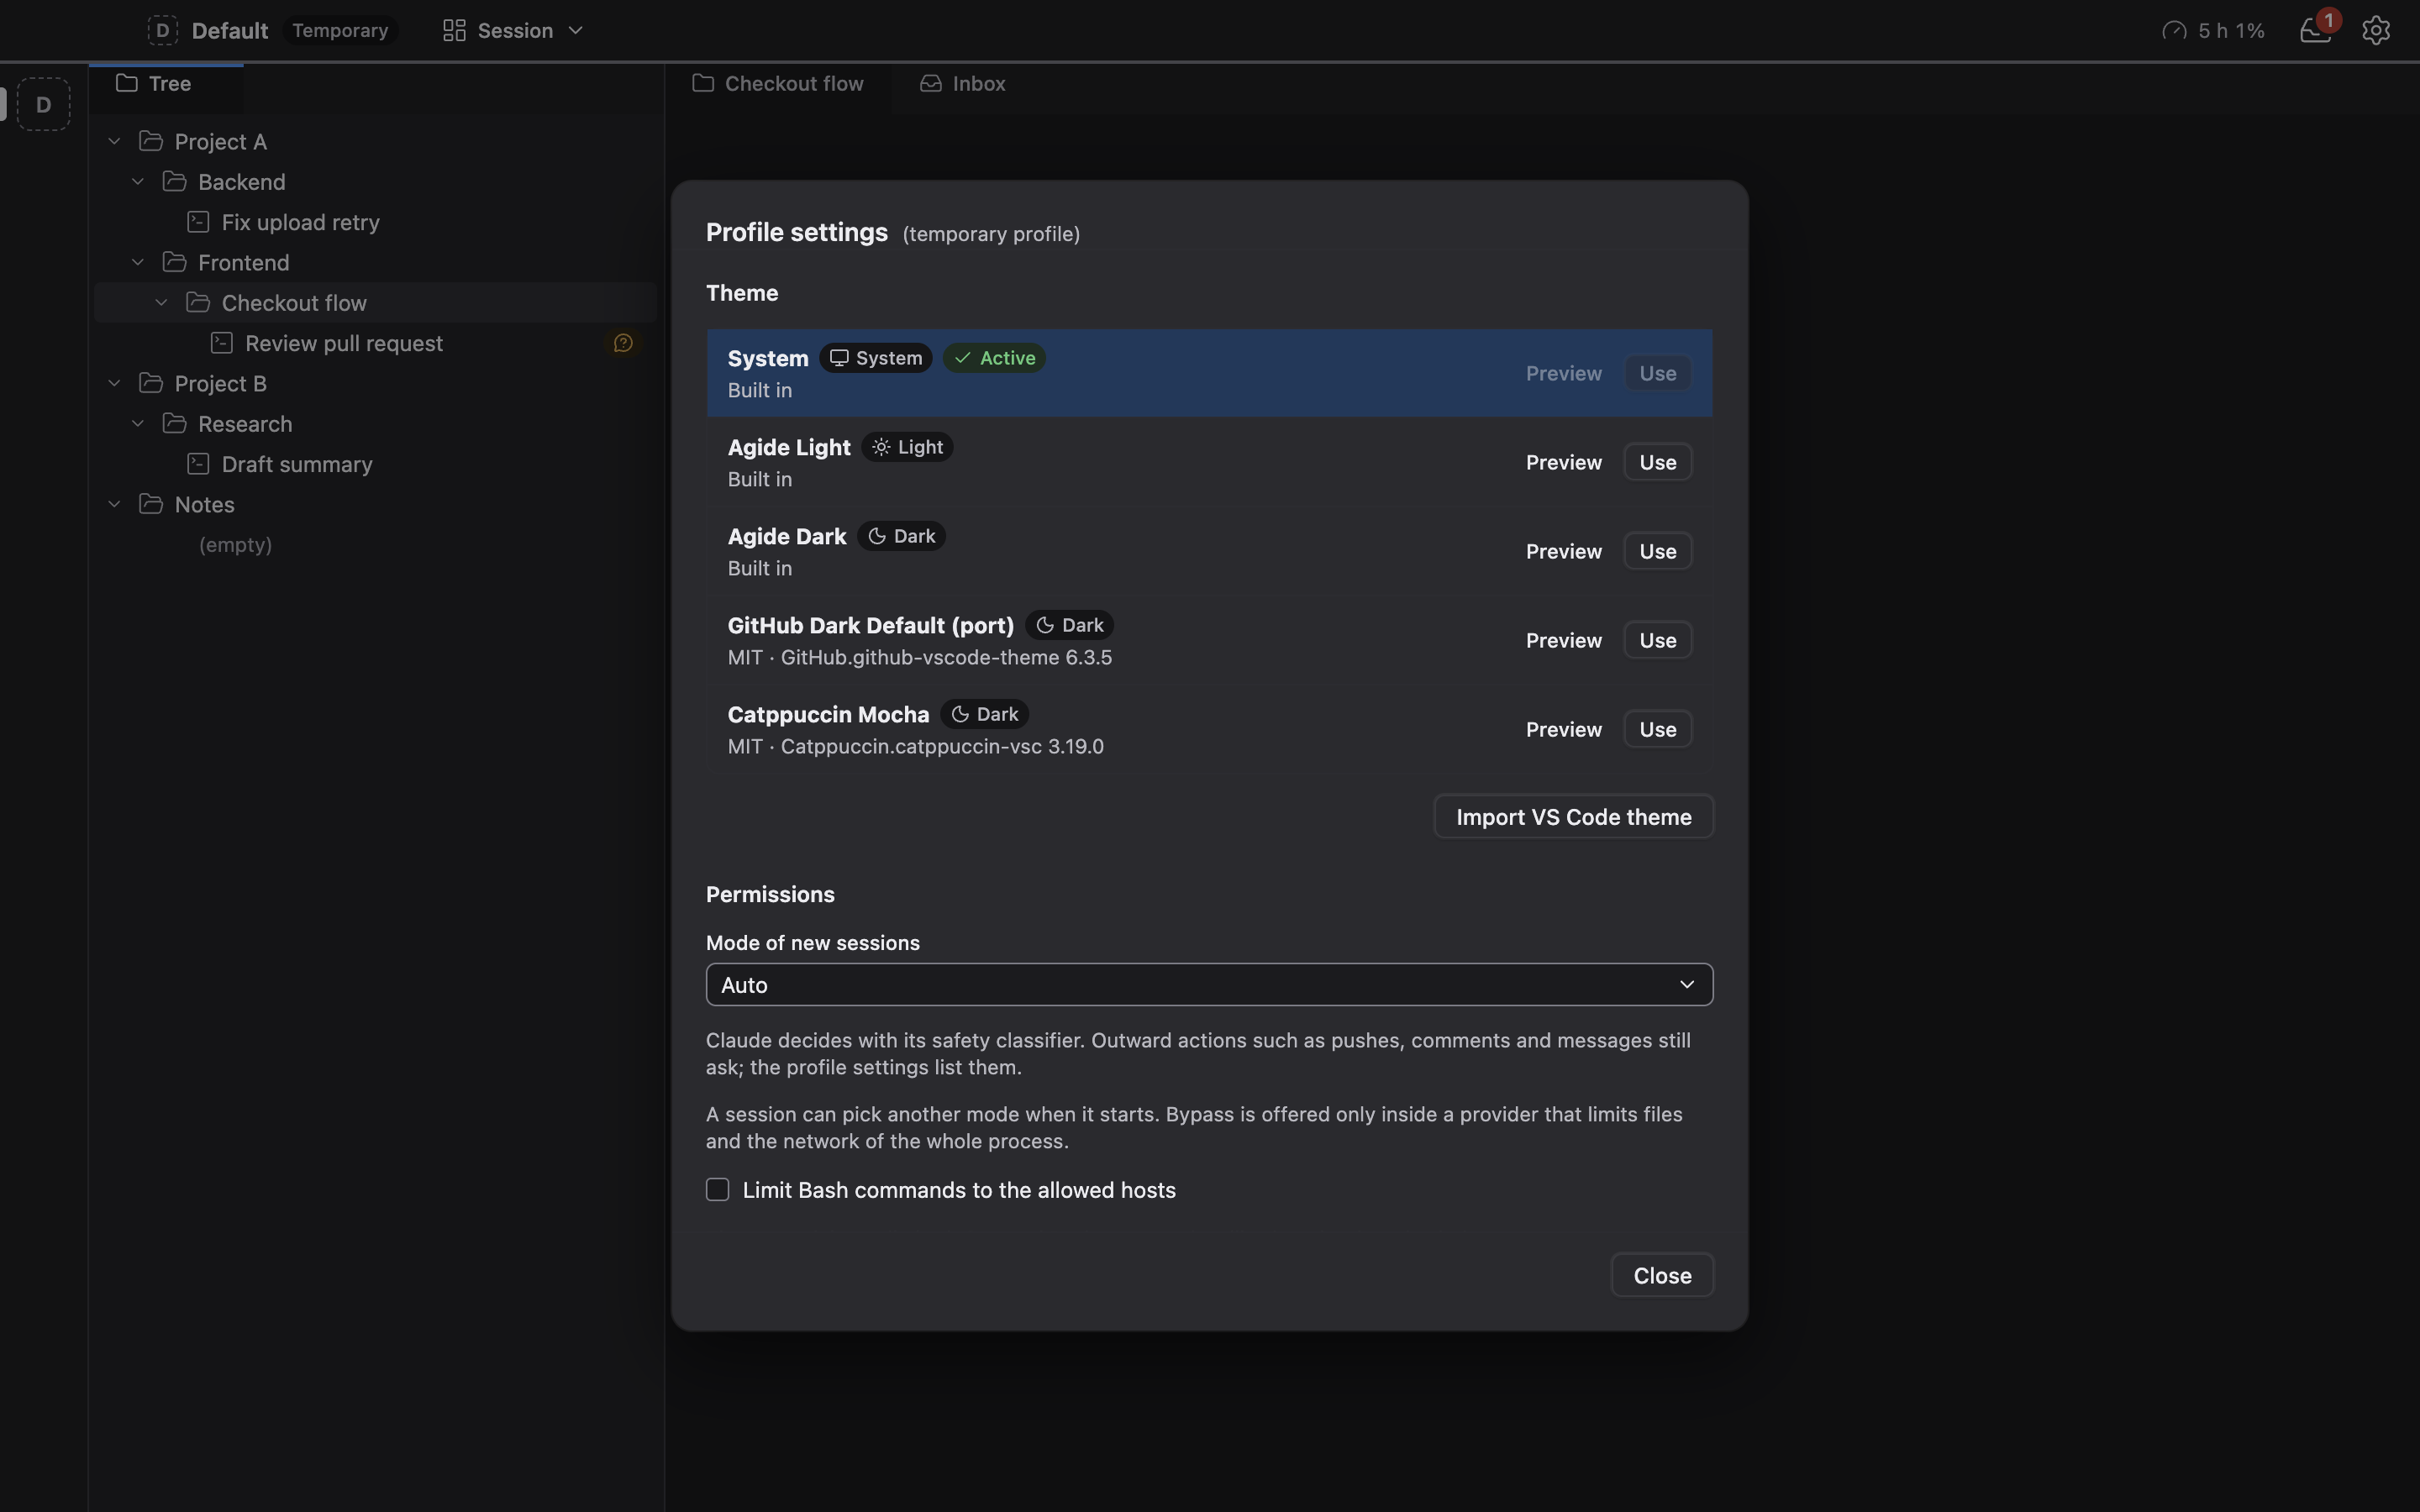 D Default Temporary Session 5 h 1% 1
D
Tree
Checkout flow Inbox
Project A
Backend
Fix upload retry
Frontend
Checkout flow
Review pull request
Project B
Research
Draft summary
Notes
(empty)
Profile settings (temporary profile)
Theme
System System Active
Built in
Preview Use
Agide Light Light
Built in
Preview Use
Agide Dark Dark
Built in
Preview Use
GitHub Dark Default (port) Dark
MIT · GitHub.github-vscode-theme 6.3.5
Preview Use
Catppuccin Mocha Dark
MIT · Catppuccin.catppuccin-vsc 3.19.0
Preview Use
Import VS Code theme
Permissions
Mode of new sessions
Auto
Claude decides with its safety classifier. Outward actions such as pushes, comments and messages still
ask; the profile settings list them.
A session can pick another mode when it starts. Bypass is offered only inside a provider that limits files
and the network of the whole process.
Limit Bash commands to the allowed hosts
Close